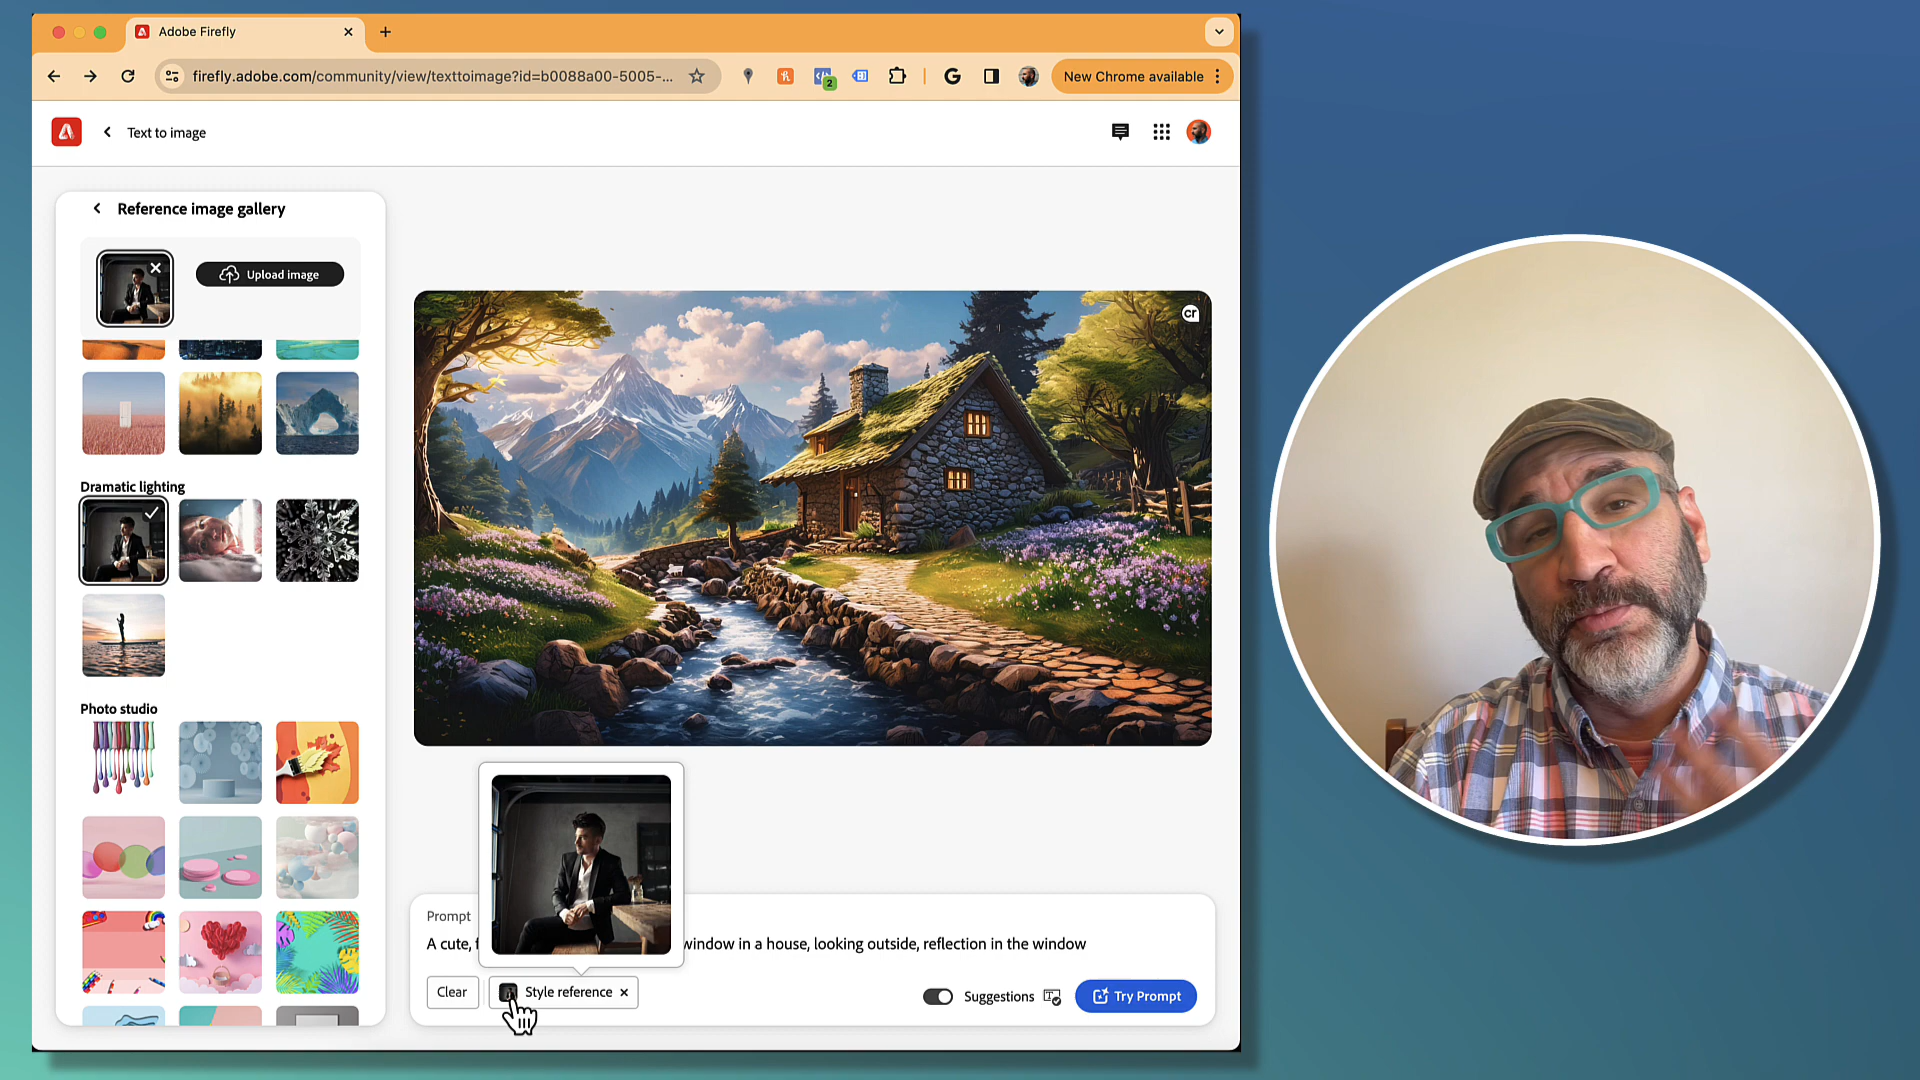 Adobe Firefly
firefly.adobe.com/community/view/texttoimage?id=b0088a00-5005-...
2
New Chrome available
Text to image
Reference image gallery
Upload image
cr
Dramatic lighting
Photo studio
Prompt
A cute, window in a house, looking outside, reflection in the window
Clear
Style reference
Suggestions
Try Prompt